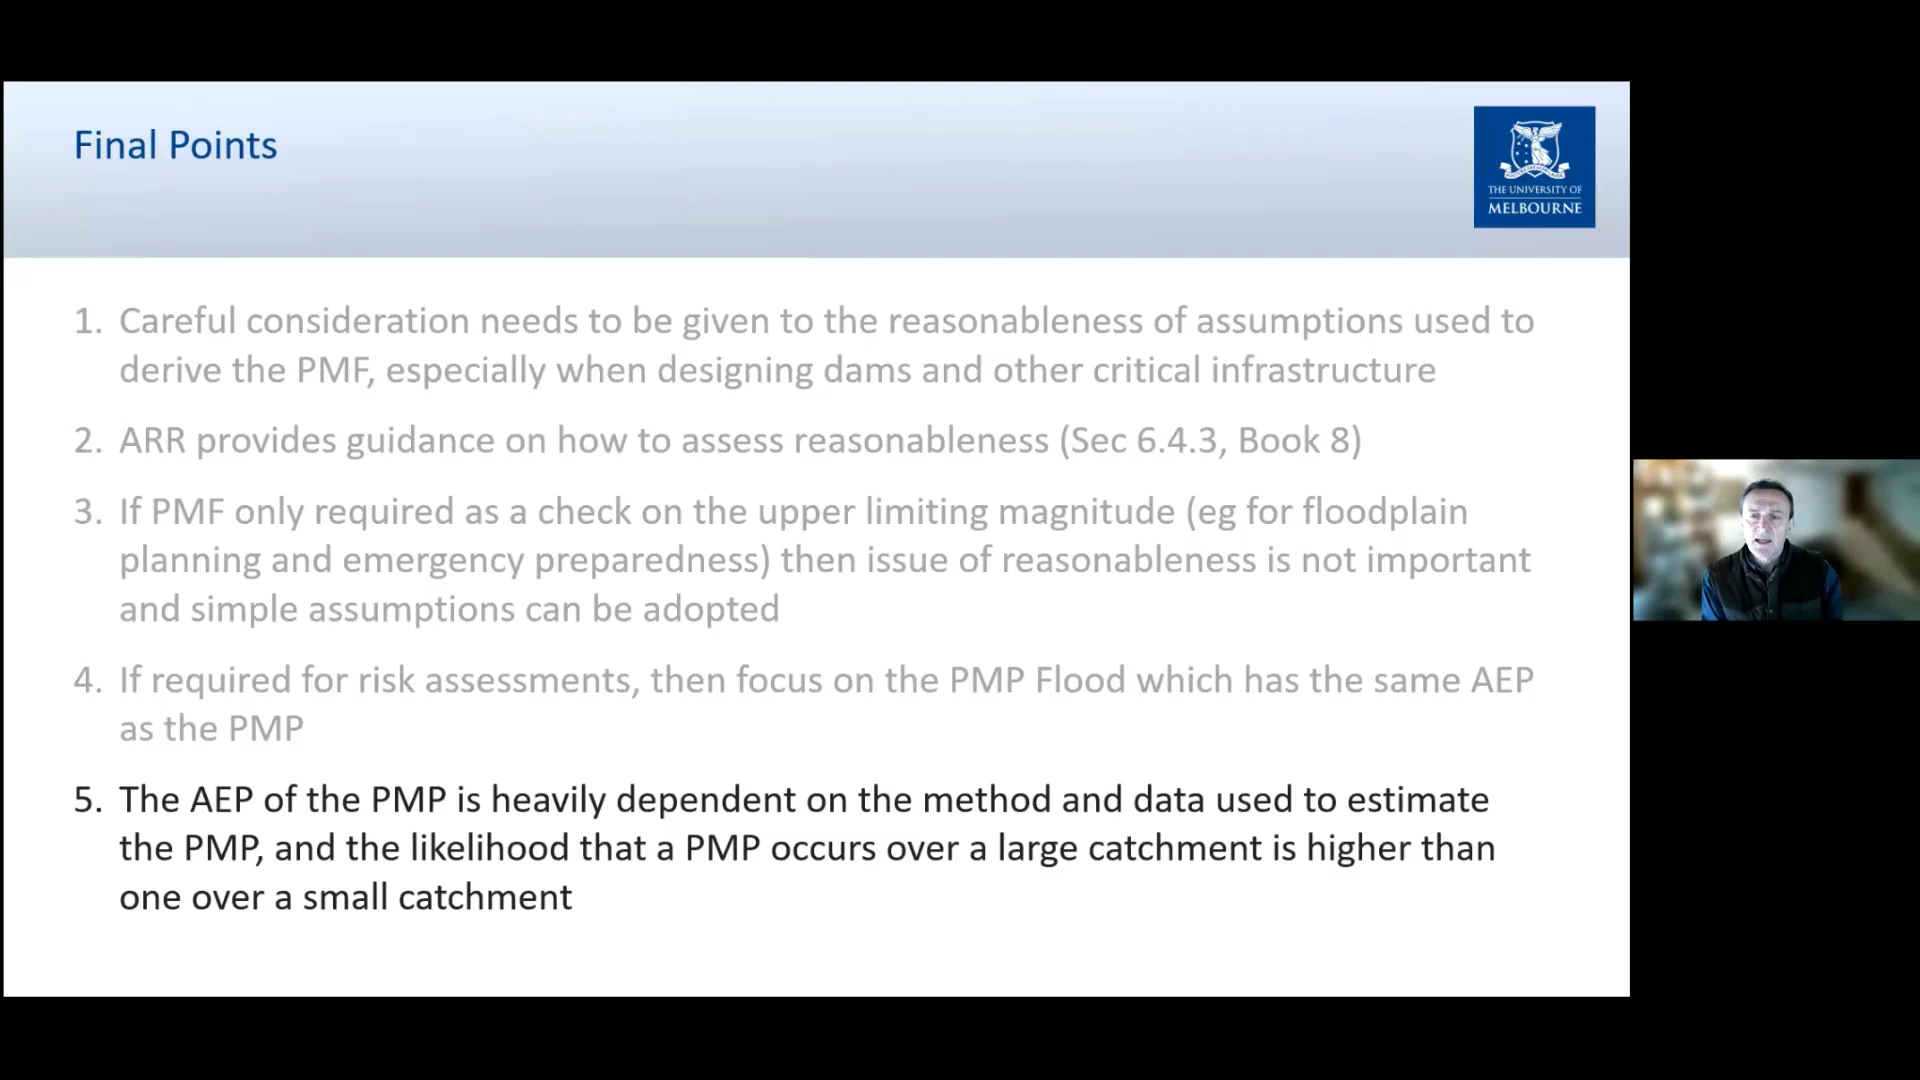 Final Points
THE UNIVERSITY OF
MELBOURNE
1. Careful consideration needs to be given to the reasonableness of assumptions used to
derive the PMF, especially when designing dams and other critical infrastructure
2. ARR provides guidance on how to assess reasonableness (Sec 6.4.3, Book 8)
3. If PMF only required as a check on the upper limiting magnitude (eg for floodplain
planning and emergency preparedness) then issue of reasonableness is not important
and simple assumptions can be adopted
4. If required for risk assessments, then focus on the PMP Flood which has the same AEP
as the PMP
5. The AEP of the PMP is heavily dependent on the method and data used to estimate
the PMP, and the likelihood that a PMP occurs over a large catchment is higher than
one over a small catchment